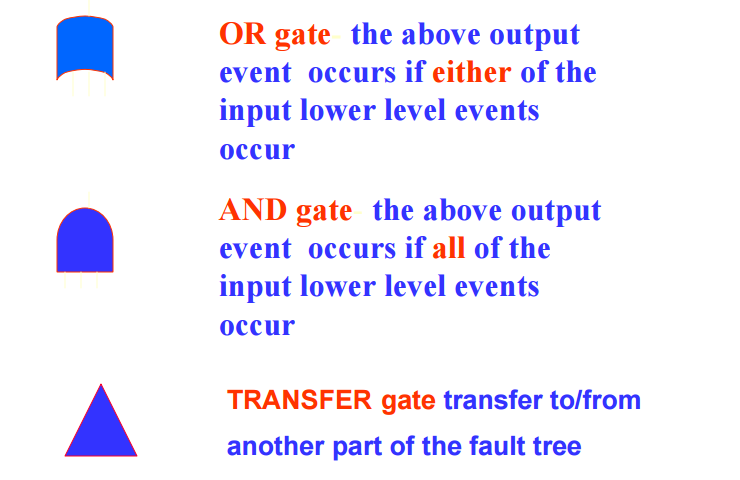 OR gate the above output
event occurs if either of the
input lower level events
occur
AND gate the above output
event occurs if all of the
input lower level events
occur
TRANSFER gate transfer to/from
another part of the fault tree